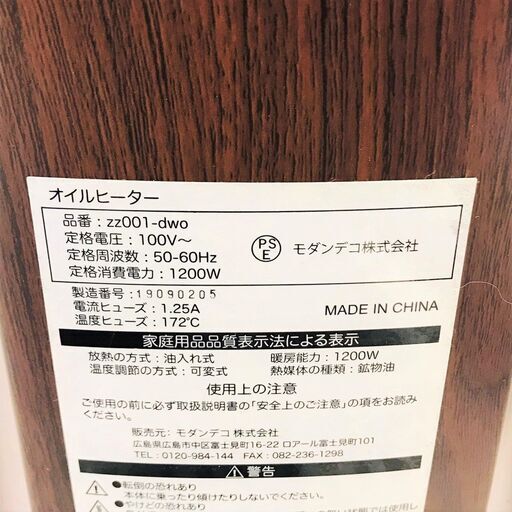 オイルヒーター
品番：zz001-dwo
定格電圧：100V～
定格周波数：50-60Hz
定格消費電力：1200W
PSE
モダンデコ株式会社
製造番号：19090205
電流ヒューズ：1.25A
温度ヒューズ：172℃
MADE IN CHINA
家庭用品品質表示法による表示
放熱の方式：油入れ式　暖房能力：1200W
温度調節の方式：可変式　熱媒体の種類：鉱物油
使用上の注意
ご使用の前に必ず取扱説明書の「安全上のご注意」の項をお読み
ください。
販売元：モダンデコ 株式会社
広島県広島市中区富士見町16-22 ロアール富士見町101
TEL：0120-984-144　FAX：082-236-1298
⚠警告
●転倒の恐れあり
本体に乗ったり傾けたりしないでください。
●やけどの恐れあり